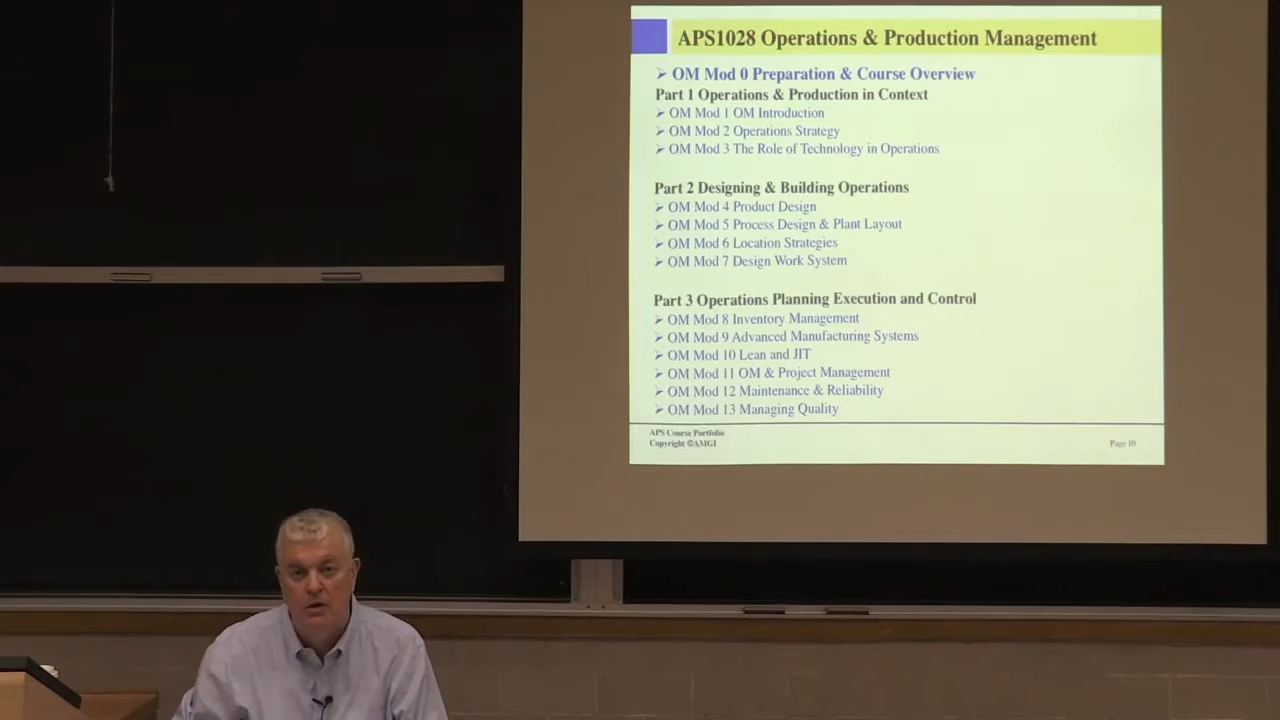 APS1028 Operations & Production Management
➢ OM Mod 0 Preparation & Course Overview
Part 1 Operations & Production in Context
➢ OM Mod 1 OM Introduction
➢ OM Mod 2 Operations Strategy
➢ OM Mod 3 The Role of Technology in Operations
Part 2 Designing & Building Operations
➢ OM Mod 4 Product Design
➢ OM Mod 5 Process Design & Plant Layout
➢ OM Mod 6 Location Strategies
➢ OM Mod 7 Design Work System
Part 3 Operations Planning Execution and Control
➢ OM Mod 8 Inventory Management
➢ OM Mod 9 Advanced Manufacturing Systems
➢ OM Mod 10 Lean and JIT
➢ OM Mod 11 OM & Project Management
➢ OM Mod 12 Maintenance & Reliability
➢ OM Mod 13 Managing Quality
APS Course Portfolio
Copyright ©AMGI
Page 10